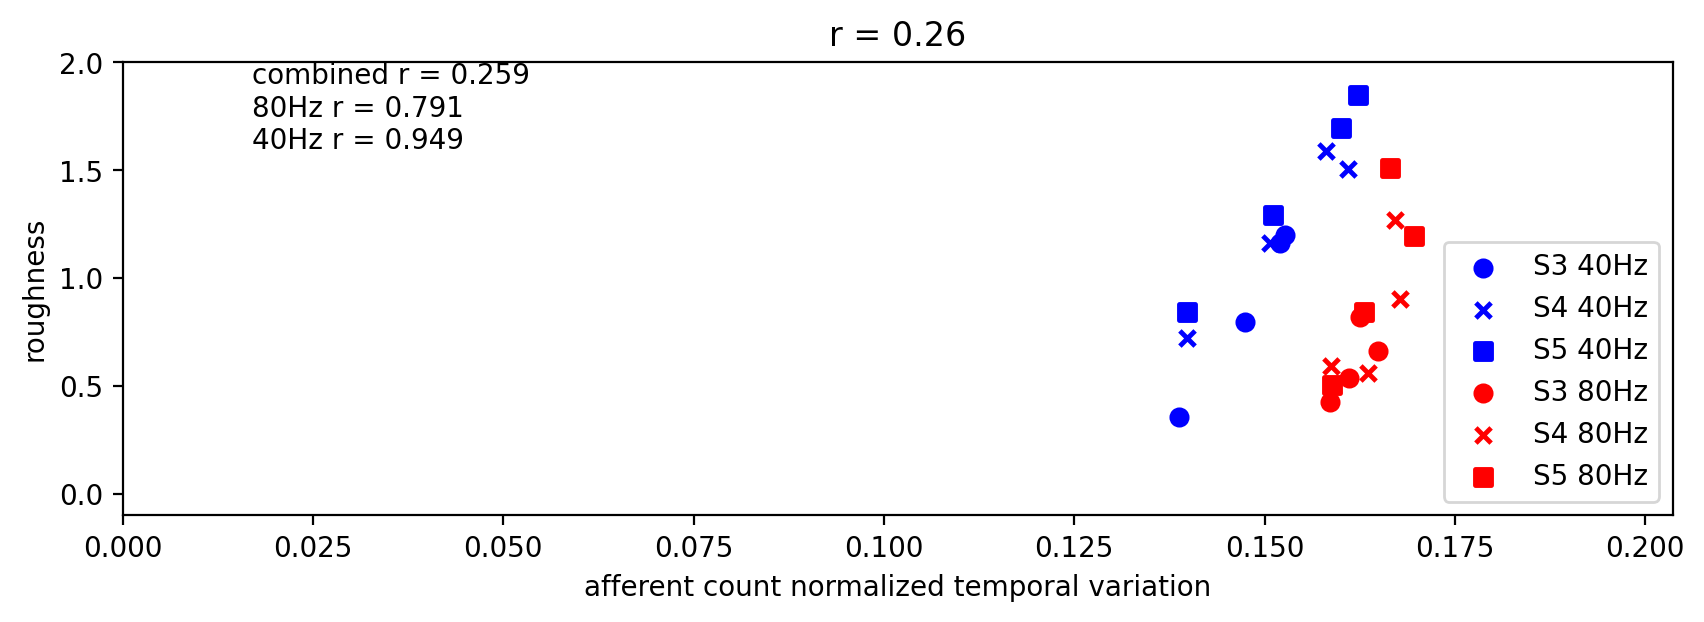 r = 0.26
combined r = 0.259
80Hz r = 0.791
40Hz r = 0.949
2.0
1.5
1.0
0.5
0.0
roughness
S3 40Hz
S4 40Hz
S5 40Hz
S3 80Hz
S4 80Hz
S5 80Hz
0.000 0.025 0.050 0.075 0.100 0.125 0.150 0.175 0.200
afferent count normalized temporal variation